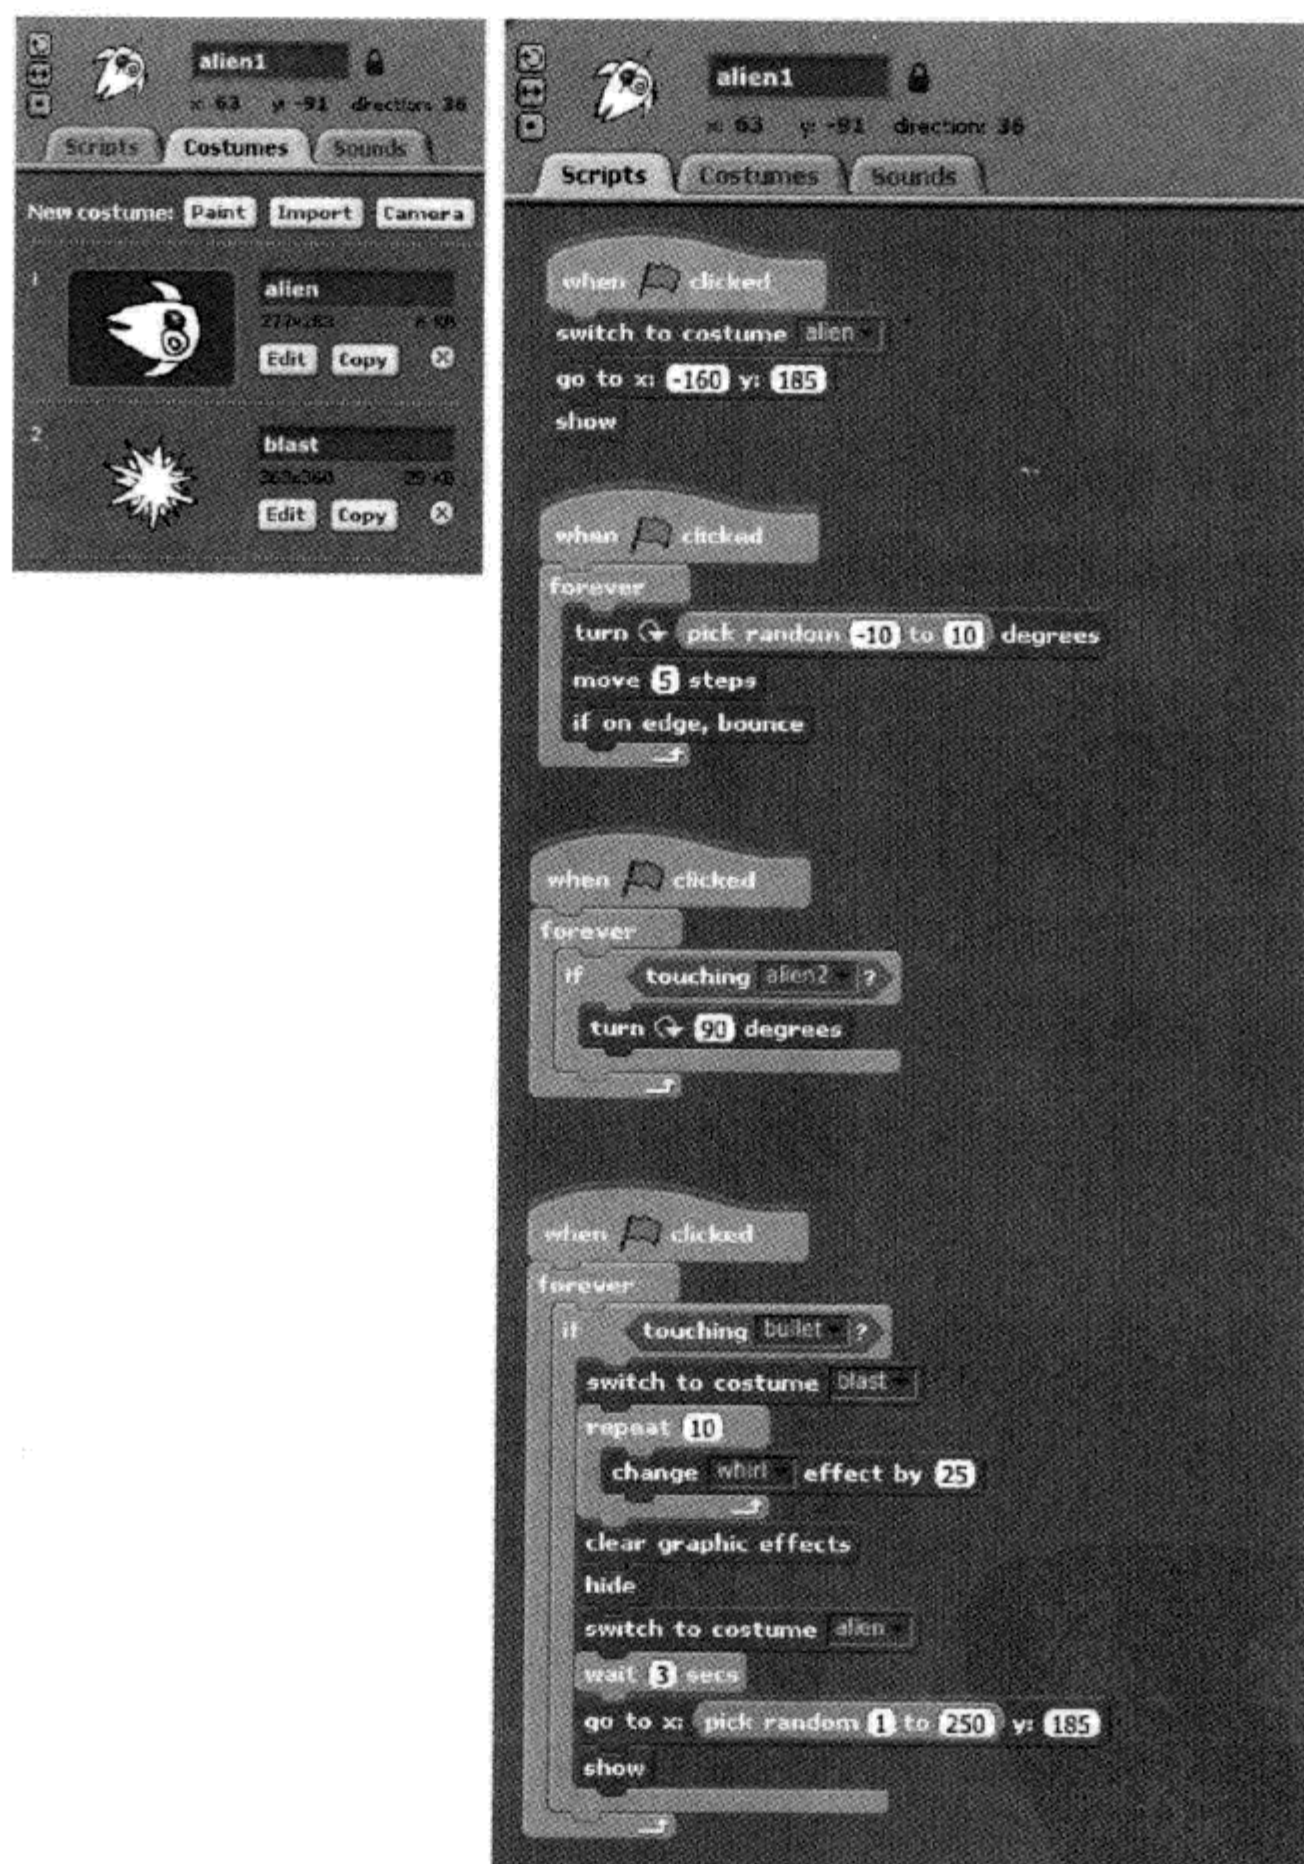 alien1
x: 63 y: -91 direction: 36
Scripts Costumes Sounds
New costume: Paint Import Camera
1
alien
6 KB
Edit Copy
2
blast
29 KB
Edit Copy
alien1
x: 63 y: -91 direction: 36
Scripts Costumes Sounds
when clicked
switch to costume alien
go to x: -160 y: 185
show
when clicked
forever
turn pick random -10 to 10 degrees
move 5 steps
if on edge, bounce
when clicked
forever
if touching alien2 ?
turn 90 degrees
when clicked
forever
if touching bullet ?
switch to costume blast
repeat 10
change whirl effect by 25
clear graphic effects
hide
switch to costume alien
wait 3 secs
go to x: pick random 1 to 250 y: 185
show